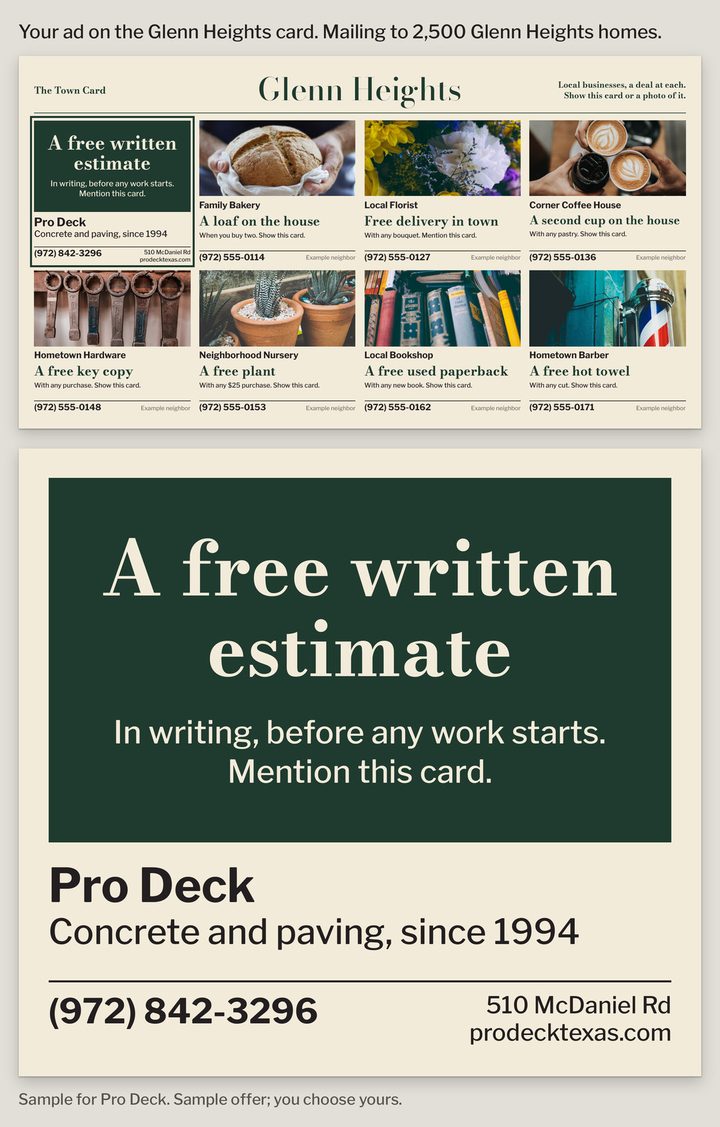 Your ad on the Glenn Heights card. Mailing to 2,500 Glenn Heights homes.
The Town Card
Glenn Heights
Local businesses, a deal at each.
Show this card or a photo of it.
A free written
estimate
In writing, before any work starts.
Mention this card.
Pro Deck
Concrete and paving, since 1994
(972) 842-3296
510 McDaniel Rd
prodecktexas.com
Family Bakery
A loaf on the house
When you buy two. Show this card.
(972) 555-0114
Example neighbor
Local Florist
Free delivery in town
With any bouquet. Mention this card.
(972) 555-0127
Example neighbor
Corner Coffee House
A second cup on the house
With any pastry. Show this card.
(972) 555-0136
Example neighbor
Hometown Hardware
A free key copy
With any purchase. Show this card.
(972) 555-0148
Example neighbor
Neighborhood Nursery
A free plant
With any $25 purchase. Show this card.
(972) 555-0153
Example neighbor
Local Bookshop
A free used paperback
With any new book. Show this card.
(972) 555-0162
Example neighbor
Hometown Barber
A free hot towel
With any cut. Show this card.
(972) 555-0171
Example neighbor
A free written
estimate
In writing, before any work starts.
Mention this card.
Pro Deck
Concrete and paving, since 1994
(972) 842-3296
510 McDaniel Rd
prodecktexas.com
Sample for Pro Deck. Sample offer; you choose yours.